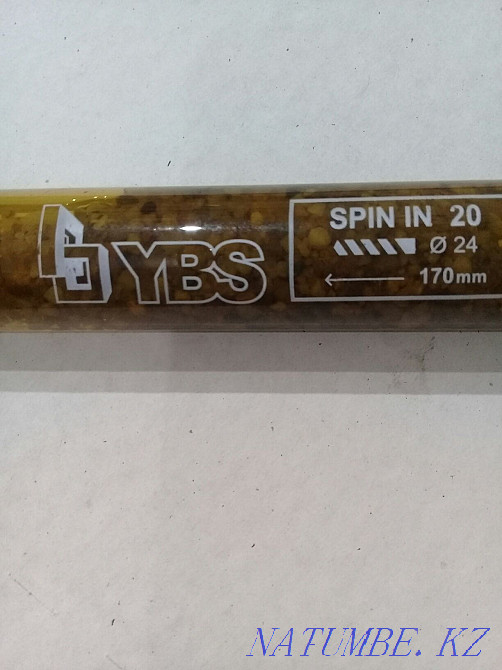 YBS
SPIN IN 20
Ø 24
170mm
NATUMBE. KZ